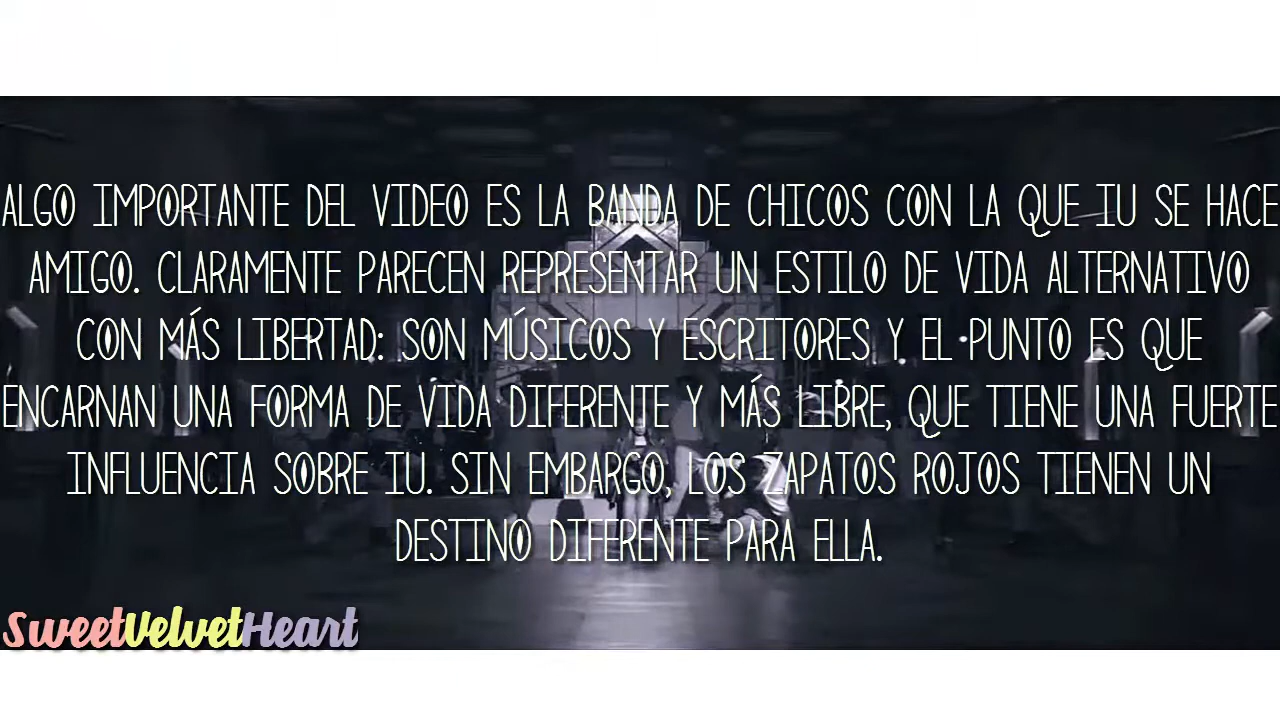 ALGO IMPORTANTE DEL VIDEO ES LA BANDA DE CHICOS CON LA QUE IU SE HACE
AMIGO. CLARAMENTE PARECEN REPRESENTAR UN ESTILO DE VIDA ALTERNATIVO
CON MÁS LIBERTAD: SON MÚSICOS Y ESCRITORES Y EL PUNTO ES QUE
ENCARNAN UNA FORMA DE VIDA DIFERENTE Y MÁS LIBRE, QUE TIENE UNA FUERTE
INFLUENCIA SOBRE IU. SIN EMBARGO, LOS ZAPATOS ROJOS TIENEN UN
DESTINO DIFERENTE PARA ELLA.
SweetVelvetHeart